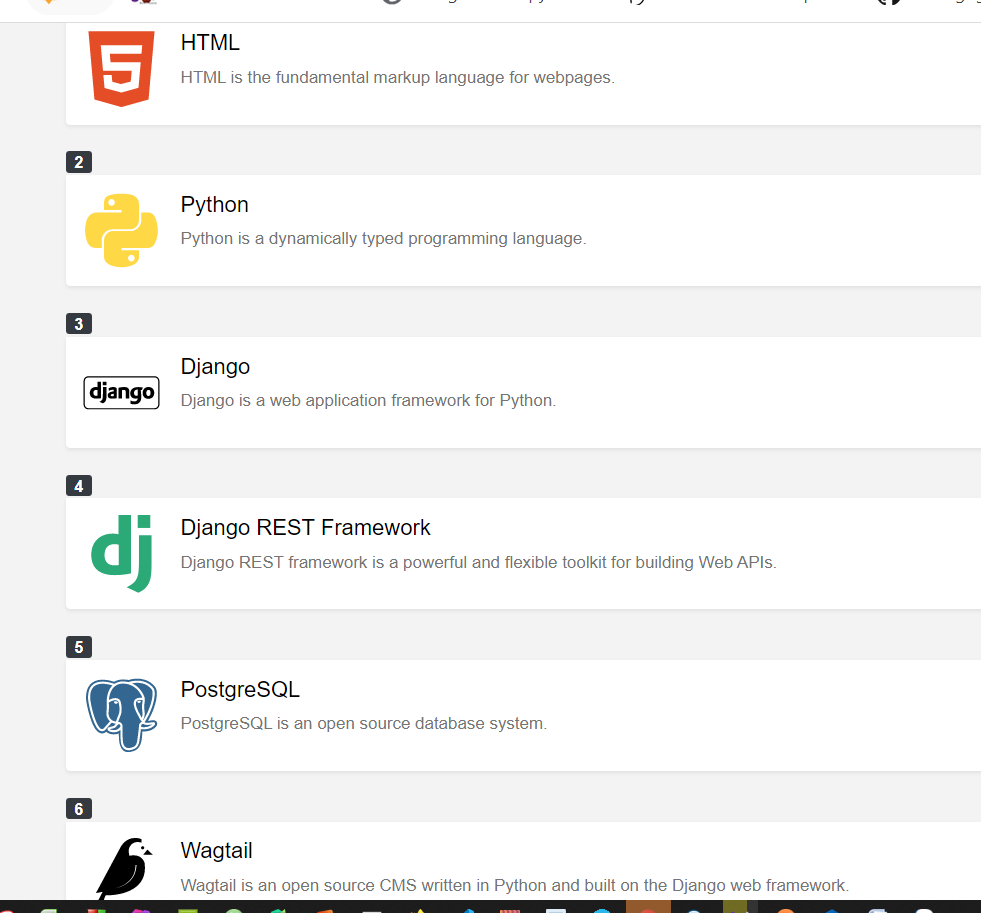 HTML
HTML is the fundamental markup language for webpages.
2
Python
Python is a dynamically typed programming language.
3
Django
django
Django is a web application framework for Python.
4
Django REST Framework
dj
Django REST framework is a powerful and flexible toolkit for building Web APIs.
5
PostgreSQL
PostgreSQL is an open source database system.
6
Wagtail
Wagtail is an open source CMS written in Python and built on the Django web framework.